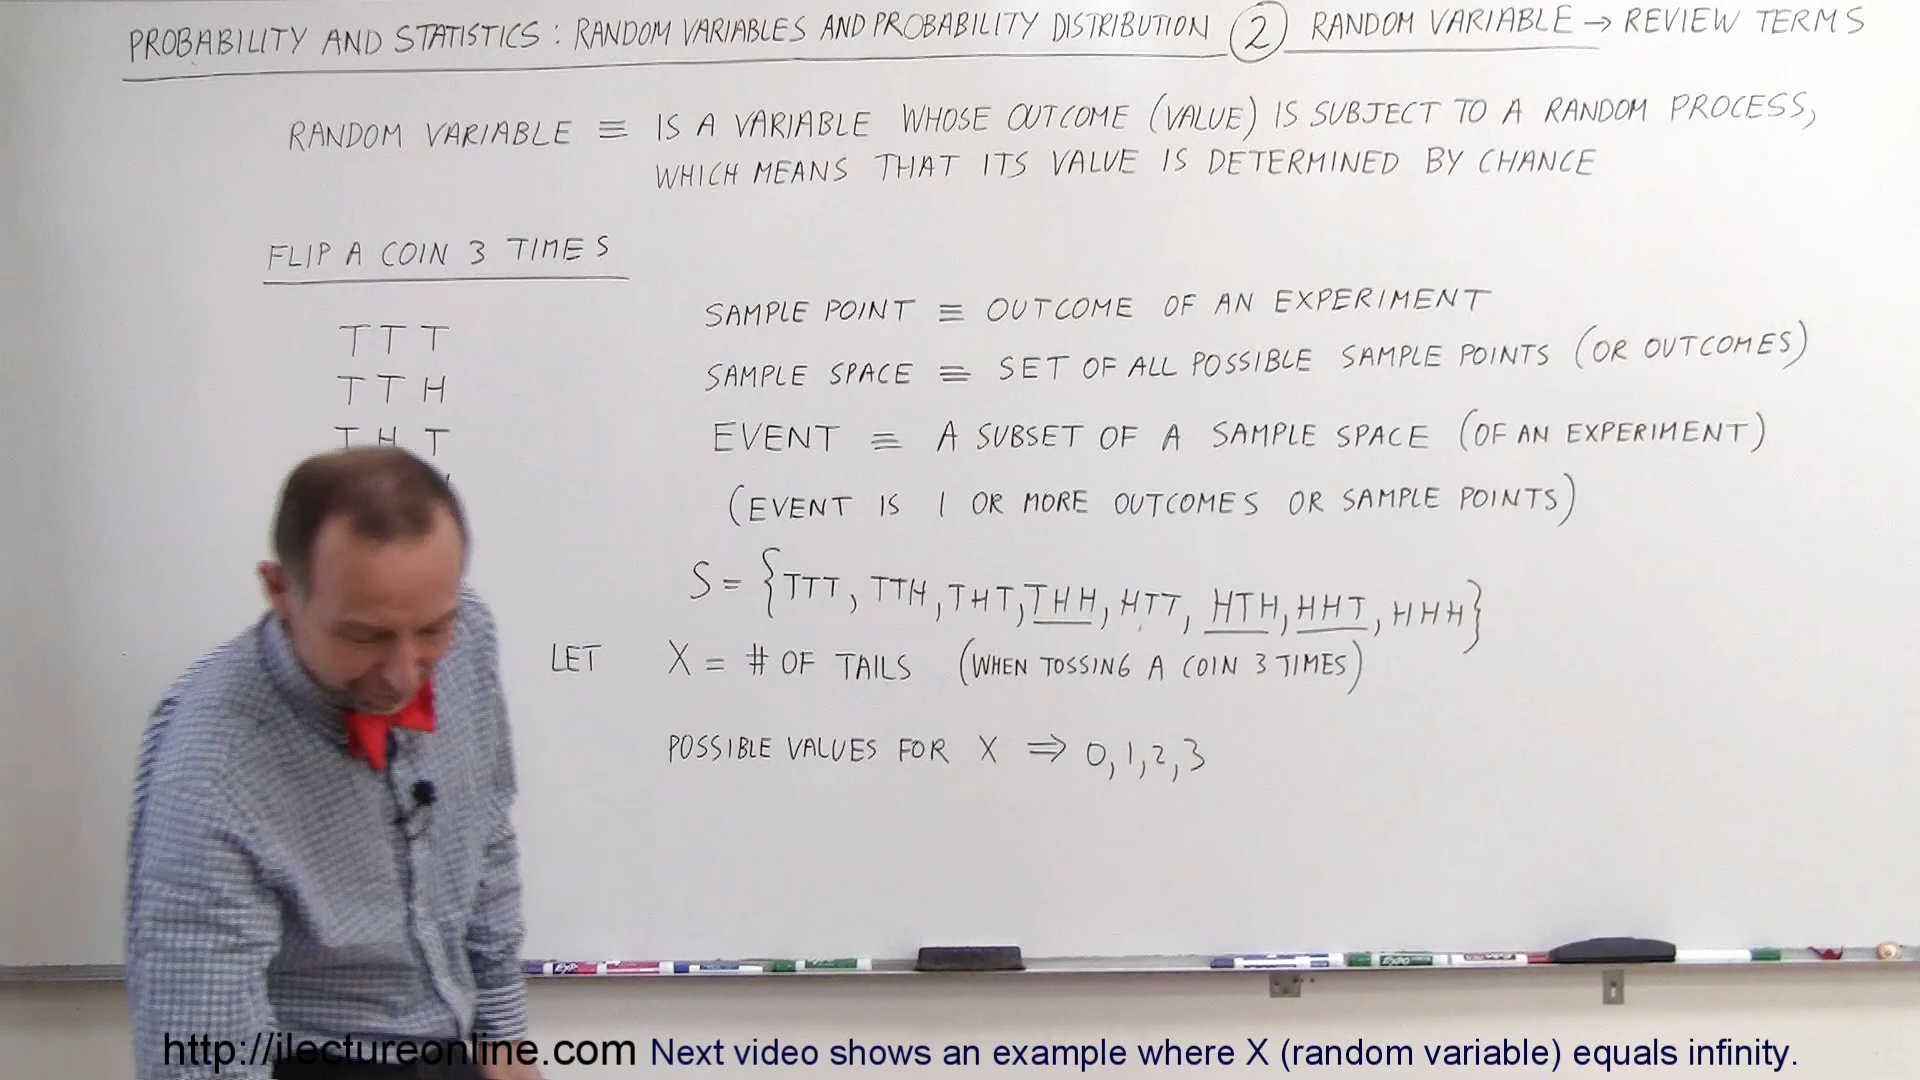 PROBABILITY AND STATISTICS : RANDOM VARIABLES AND PROBABILITY DISTRIBUTION (2) RANDOM VARIABLE → REVIEW TERMS
RANDOM VARIABLE ≡ IS A VARIABLE WHOSE OUTCOME (VALUE) IS SUBJECT TO A RANDOM PROCESS,
WHICH MEANS THAT ITS VALUE IS DETERMINED BY CHANCE
FLIP A COIN 3 TIMES
T T T
T T H
T H T
SAMPLE POINT ≡ OUTCOME OF AN EXPERIMENT
SAMPLE SPACE ≡ SET OF ALL POSSIBLE SAMPLE POINTS (OR OUTCOMES)
EVENT ≡ A SUBSET OF A SAMPLE SPACE (OF AN EXPERIMENT)
(EVENT IS 1 OR MORE OUTCOMES OR SAMPLE POINTS)
S = {TTT, TTH, THT, THH, HTT, HTH, HHT, HHH}
LET X = # OF TAILS (WHEN TOSSING A COIN 3 TIMES)
POSSIBLE VALUES FOR X ⇒ 0,1,2,3
http://ilectureonline.com Next video shows an example where X (random variable) equals infinity.